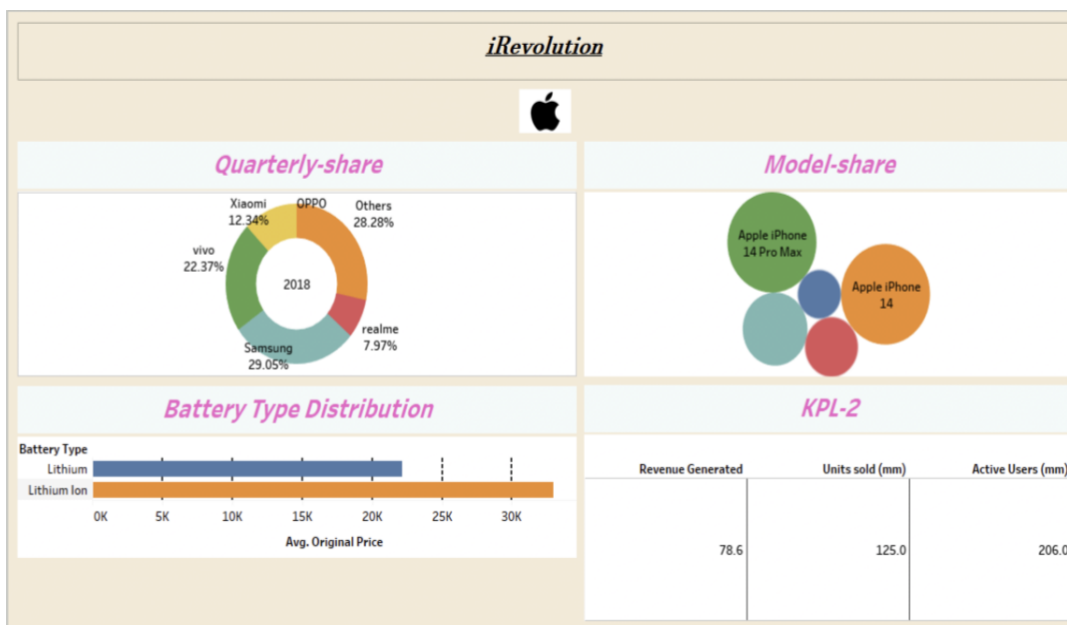 iRevolution
Quarterly-share
Model-share
Xiaomi
12.34%
OPPO
Others
28.28%
vivo
22.37%
2018
realme
7.97%
Samsung
29.05%
Apple iPhone
14 Pro Max
Apple iPhone
14
Battery Type Distribution
KPL-2
Battery Type
Lithium
Lithium Ion
0K 5K 10K 15K 20K 25K 30K
Avg. Original Price
Revenue Generated Units sold (mm) Active Users (mm)
78.6 125.0 206.0